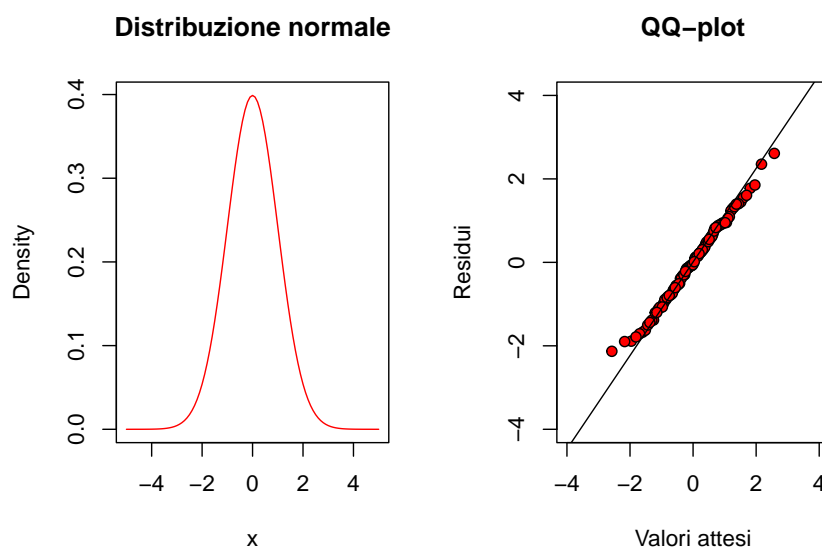 Distribuzione normale
Density
0.0 0.1 0.2 0.3 0.4
−4 −2 0 2 4
x
QQ−plot
Residui
−4 −2 0 2 4
−4 −2 0 2 4
Valori attesi